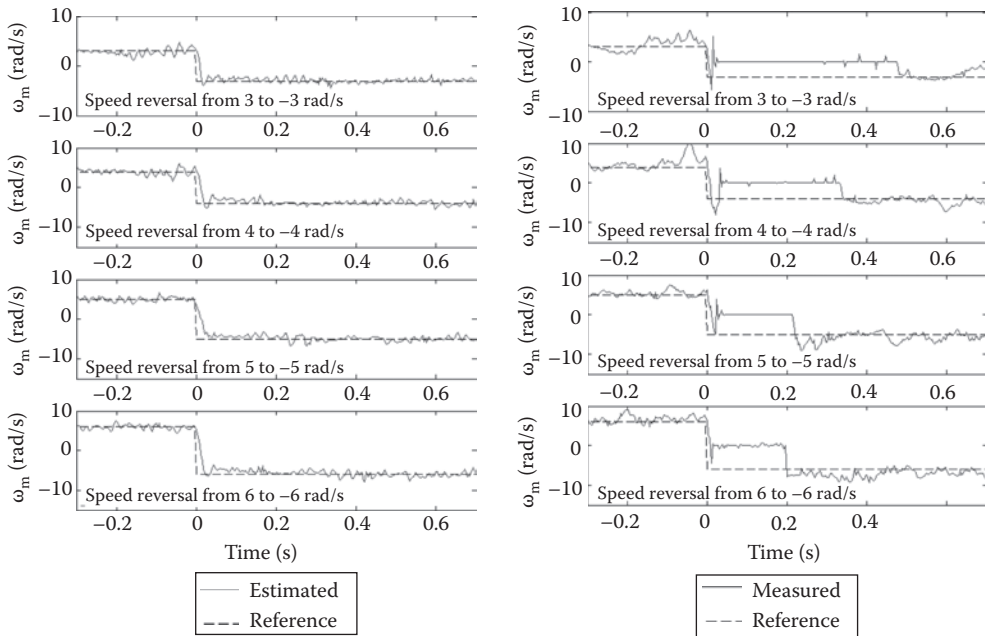 10
0
−10
ω_m (rad/s)
Speed reversal from 3 to −3 rad/s
−0.2 0 0.2 0.4 0.6
10
0
−10
ω_m (rad/s)
Speed reversal from 4 to −4 rad/s
−0.2 0 0.2 0.4 0.6
10
0
−10
ω_m (rad/s)
Speed reversal from 5 to −5 rad/s
−0.2 0 0.2 0.4 0.6
10
0
−10
ω_m (rad/s)
Speed reversal from 6 to −6 rad/s
−0.2 0 0.2 0.4 0.6
Time (s)
Estimated
Reference
10
0
−10
ω_m (rad/s)
Speed reversal from 3 to −3 rad/s
−0.2 0 0.2 0.4 0.6
10
0
−10
ω_m (rad/s)
Speed reversal from 4 to −4 rad/s
−0.2 0 0.2 0.4 0.6
10
0
−10
ω_m (rad/s)
Speed reversal from 5 to −5 rad/s
−0.2 0 0.2 0.4 0.6
10
0
−10
ω_m (rad/s)
Speed reversal from 6 to −6 rad/s
−0.2 0 0.2 0.4
Time (s)
Measured
Reference